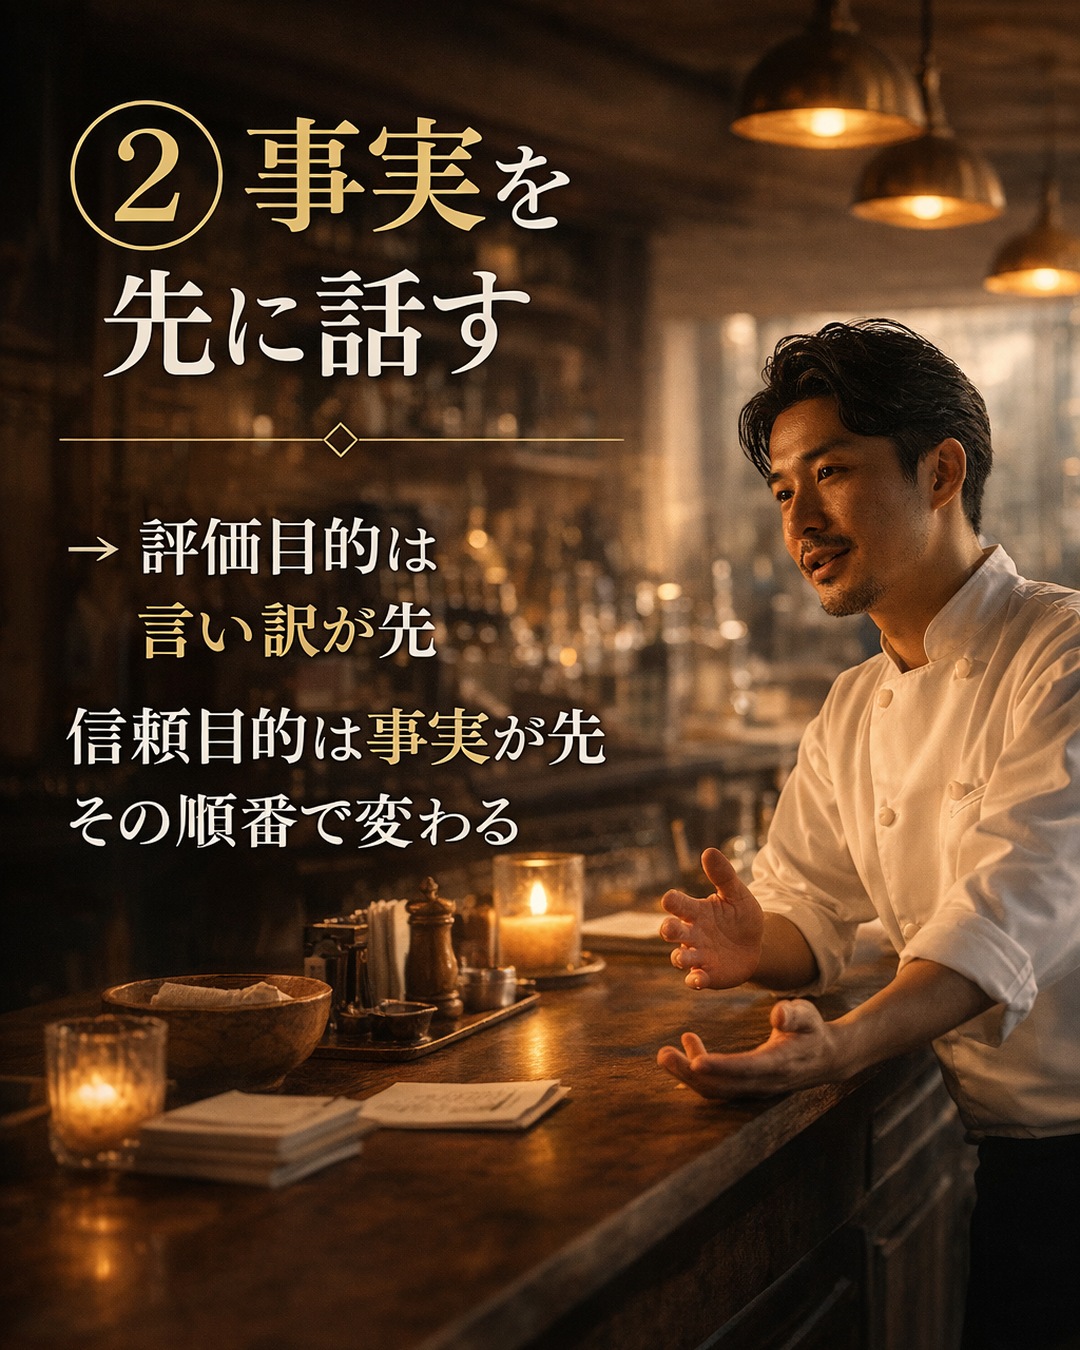 ② 事実を
先に話す
→ 評価目的は
言い訳が先
信頼目的は事実が先
その順番で変わる